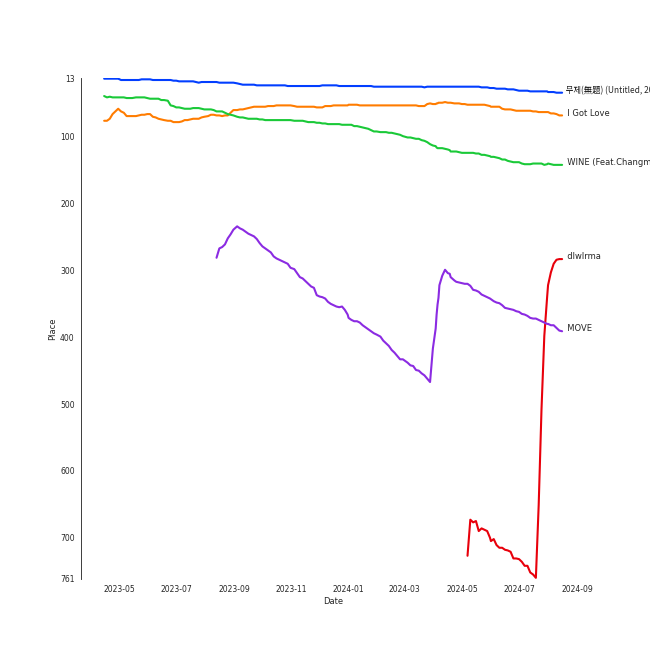 13
무제(無題) (Untitled, 20
I Got Love
100
WINE (Feat.Changm
200
dlwlrma
300
MOVE
400
500
600
700
761
Place
2023-05
2023-07
2023-09
2023-11
2024-01
2024-03
2024-05
2024-07
2024-09
Date